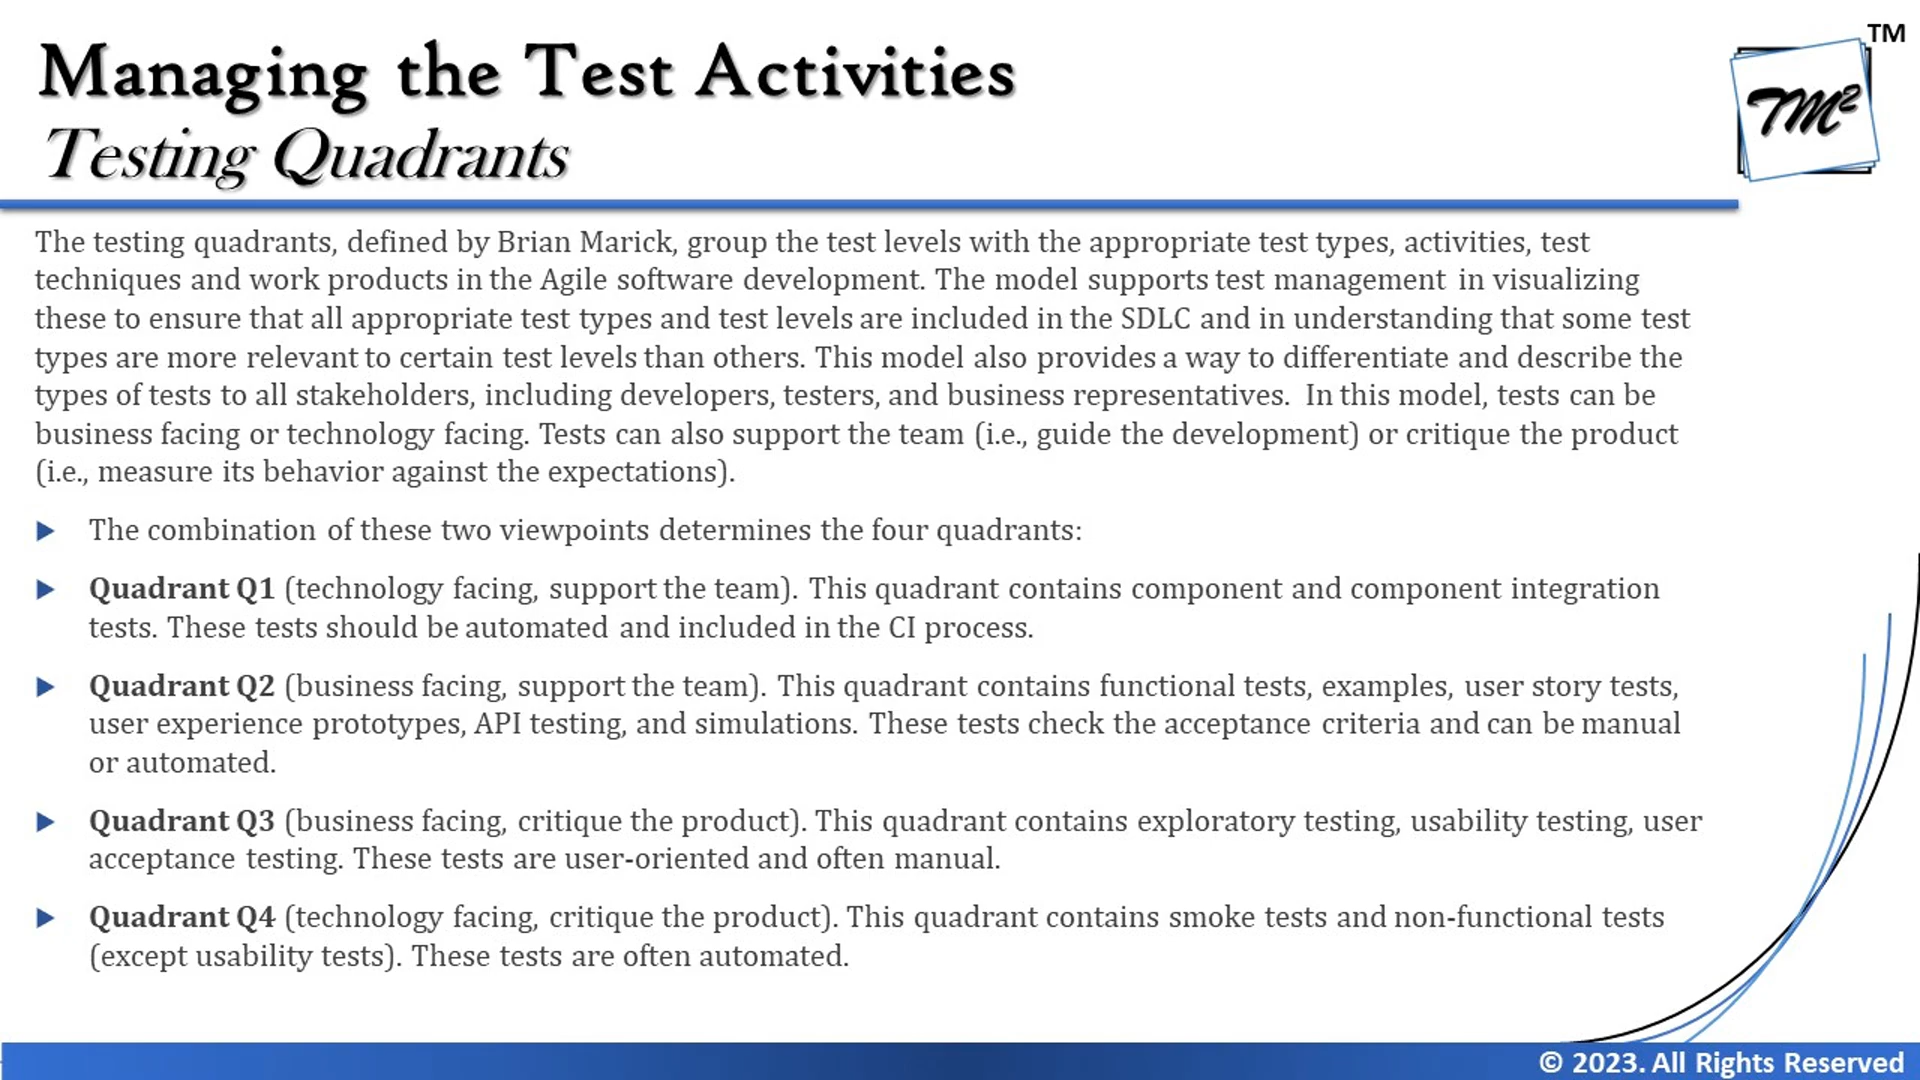 Managing the Test Activities
Testing Quadrants
TM
TM²
The testing quadrants, defined by Brian Marick, group the test levels with the appropriate test types, activities, test
techniques and work products in the Agile software development. The model supports test management in visualizing
these to ensure that all appropriate test types and test levels are included in the SDLC and in understanding that some test
types are more relevant to certain test levels than others. This model also provides a way to differentiate and describe the
types of tests to all stakeholders, including developers, testers, and business representatives. In this model, tests can be
business facing or technology facing. Tests can also support the team (i.e., guide the development) or critique the product
(i.e., measure its behavior against the expectations).
The combination of these two viewpoints determines the four quadrants:
Quadrant Q1 (technology facing, support the team). This quadrant contains component and component integration
tests. These tests should be automated and included in the CI process.
Quadrant Q2 (business facing, support the team). This quadrant contains functional tests, examples, user story tests,
user experience prototypes, API testing, and simulations. These tests check the acceptance criteria and can be manual
or automated.
Quadrant Q3 (business facing, critique the product). This quadrant contains exploratory testing, usability testing, user
acceptance testing. These tests are user-oriented and often manual.
Quadrant Q4 (technology facing, critique the product). This quadrant contains smoke tests and non-functional tests
(except usability tests). These tests are often automated.
© 2023. All Rights Reserved